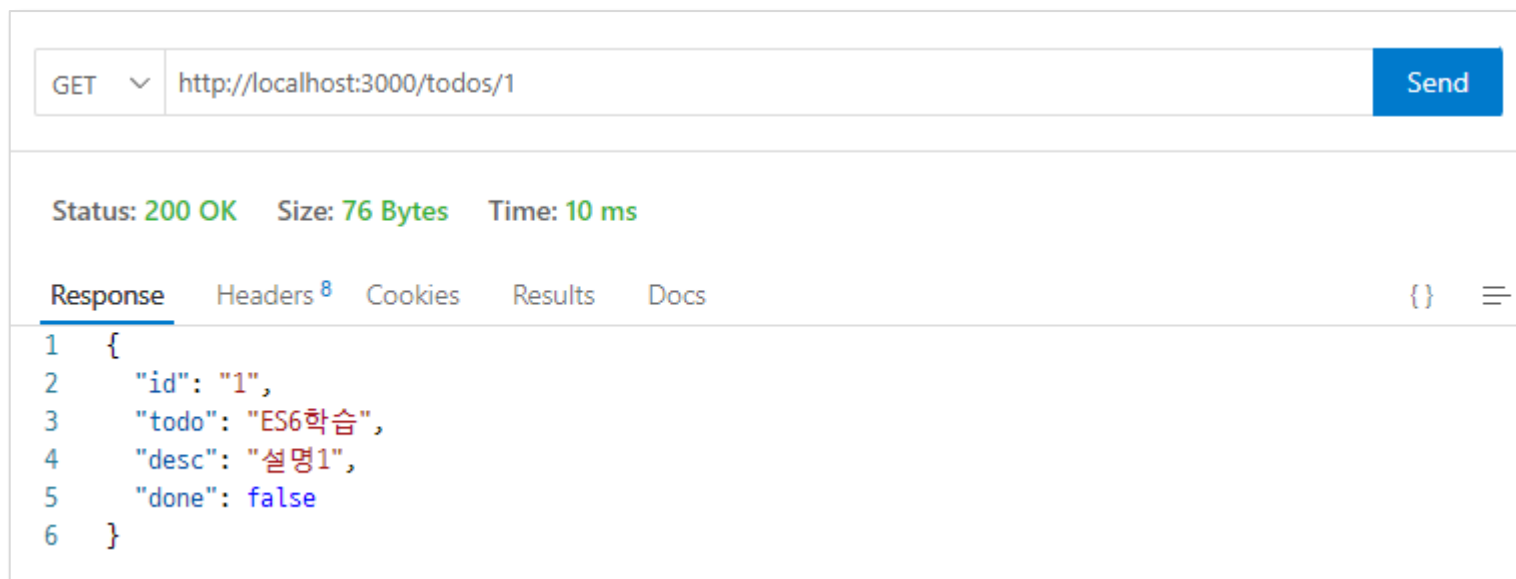 GET http://localhost:3000/todos/1 Send
Status: 200 OK Size: 76 Bytes Time: 10 ms
Response Headers 8 Cookies Results Docs {}
1 {
2 "id": "1",
3 "todo": "ES6학습",
4 "desc": "설명1",
5 "done": false
6 }